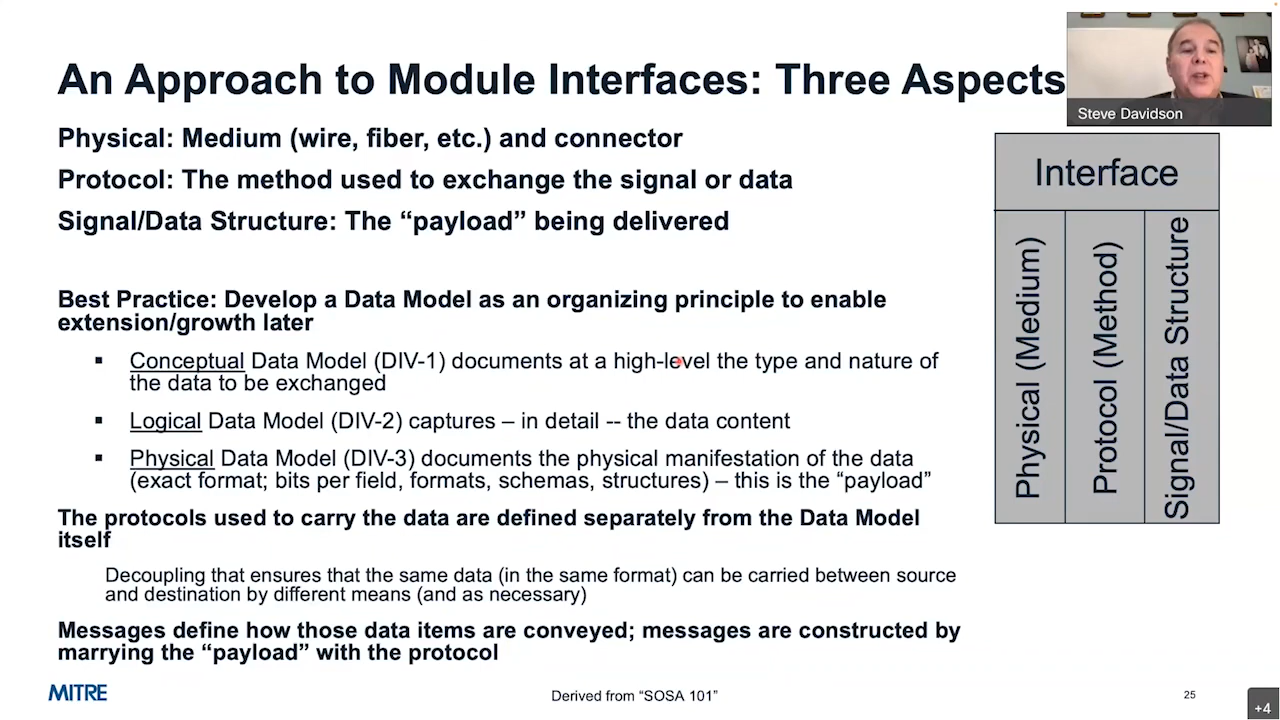 An Approach to Module Interfaces: Three Aspects
Steve Davidson
Physical: Medium (wire, fiber, etc.) and connector
Protocol: The method used to exchange the signal or data
Signal/Data Structure: The “payload” being delivered
Best Practice: Develop a Data Model as an organizing principle to enable
extension/growth later
▪ Conceptual Data Model (DIV-1) documents at a high-level the type and nature of
the data to be exchanged
▪ Logical Data Model (DIV-2) captures – in detail -- the data content
▪ Physical Data Model (DIV-3) documents the physical manifestation of the data
(exact format; bits per field, formats, schemas, structures) – this is the “payload”
The protocols used to carry the data are defined separately from the Data Model
itself
Decoupling that ensures that the same data (in the same format) can be carried between source
and destination by different means (and as necessary)
Messages define how those data items are conveyed; messages are constructed by
marrying the “payload” with the protocol
Interface
Physical (Medium)
Protocol (Method)
Signal/Data Structure
MITRE
Derived from “SOSA 101”
25
+4